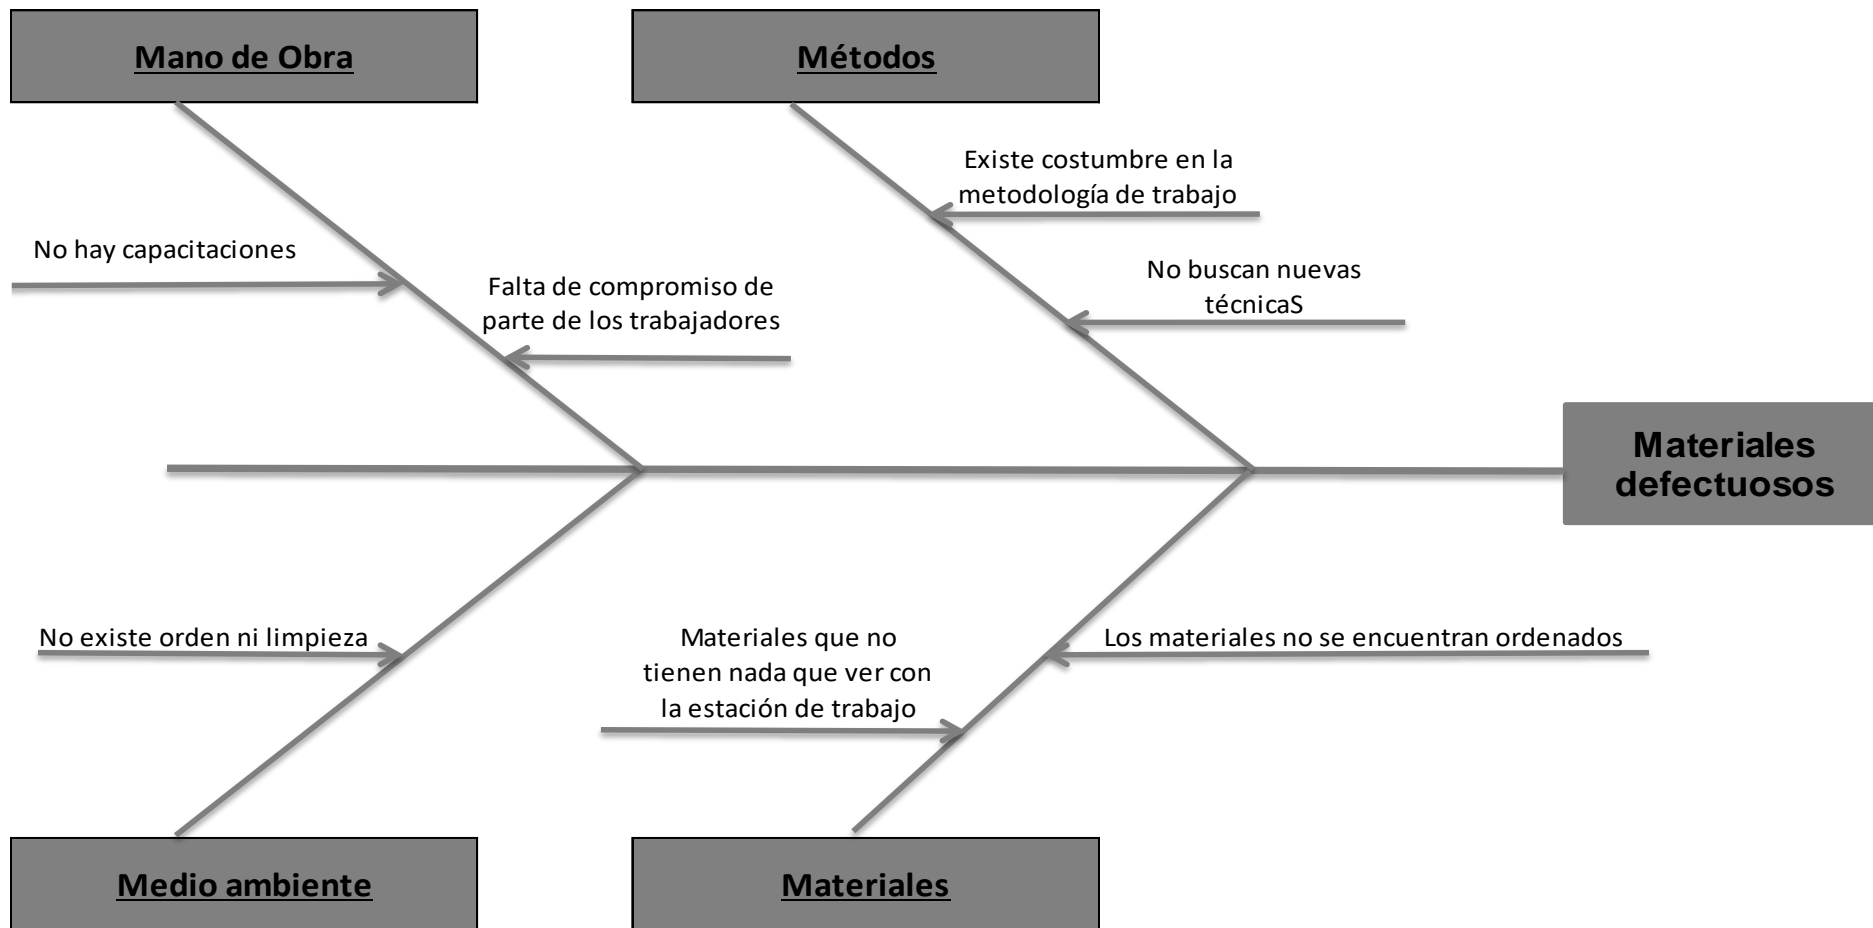 Mano de Obra
Métodos
Existe costumbre en la
metodología de trabajo
No hay capacitaciones
Falta de compromiso de
parte de los trabajadores
No buscan nuevas
técnicaS
Materiales
defectuosos
No existe orden ni limpieza
Materiales que no
tienen nada que ver con
la estación de trabajo
Los materiales no se encuentran ordenados
Medio ambiente
Materiales